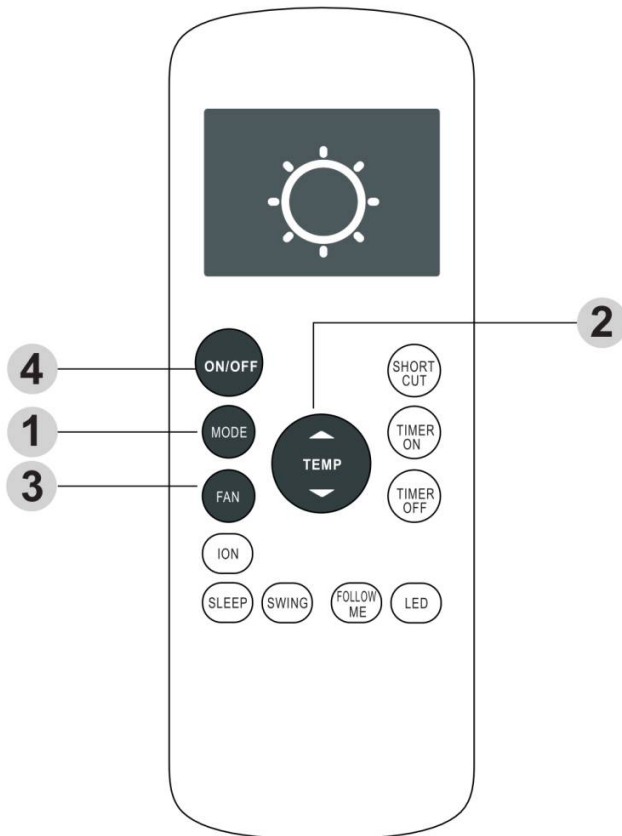 2
4
ON/OFF
SHORT
CUT
1
MODE
TEMP
TIMER
ON
3
FAN
TIMER
OFF
ION
SLEEP
SWING
FOLLOW
ME
LED